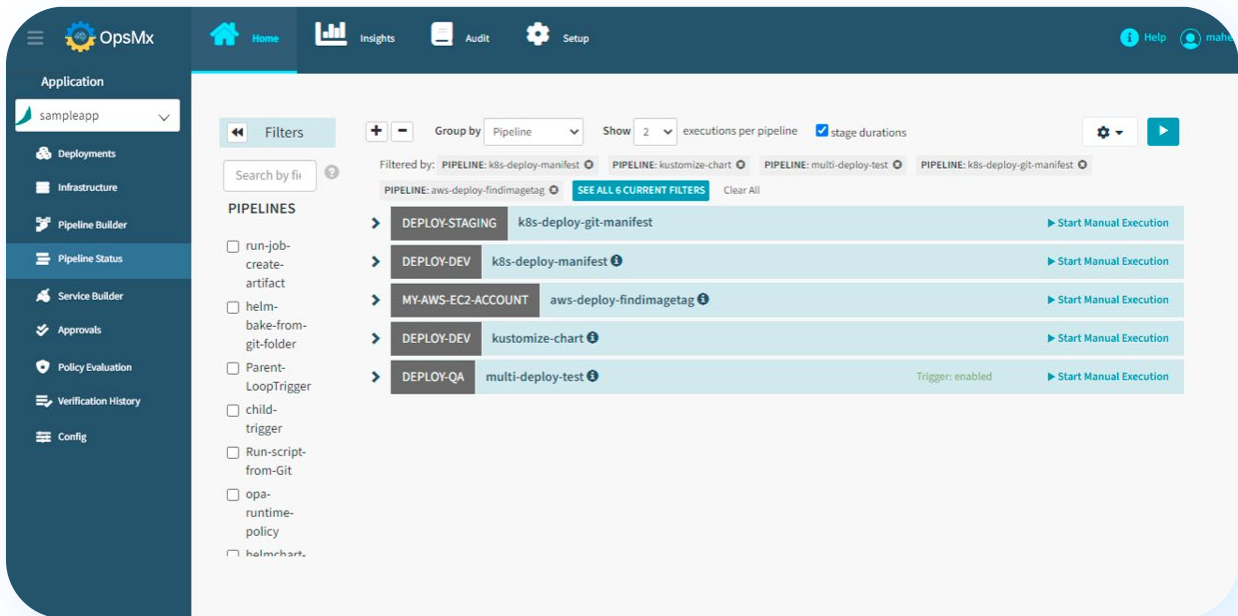 OpsMx
Home
Insights
Audit
Setup
Help
Application
sampleapp
Deployments
Infrastructure
Pipeline Builder
Pipeline Status
Service Builder
Approvals
Policy Evaluation
Verification History
Config
Filters
Search by fie
PIPELINES
run-job-
create-
artifact
helm-
bake-from-
git-folder
Parent-
LoopTrigger
child-
trigger
Run-script-
from-Git
opa-
runtime-
policy
helmchart-
Group by Pipeline Show 2 executions per pipeline stage durations
Filtered by: PIPELINE: k8s-deploy-manifest PIPELINE: kustomize-chart PIPELINE: multi-deploy-test PIPELINE: k8s-deploy-git-manifest
PIPELINE: aws-deploy-findimagetag SEE ALL 6 CURRENT FILTERS Clear All
DEPLOY-STAGING k8s-deploy-git-manifest Start Manual Execution
DEPLOY-DEV k8s-deploy-manifest Start Manual Execution
MY-AWS-EC2-ACCOUNT aws-deploy-findimagetag Start Manual Execution
DEPLOY-DEV kustomize-chart Start Manual Execution
DEPLOY-QA multi-deploy-test Trigger: enabled Start Manual Execution